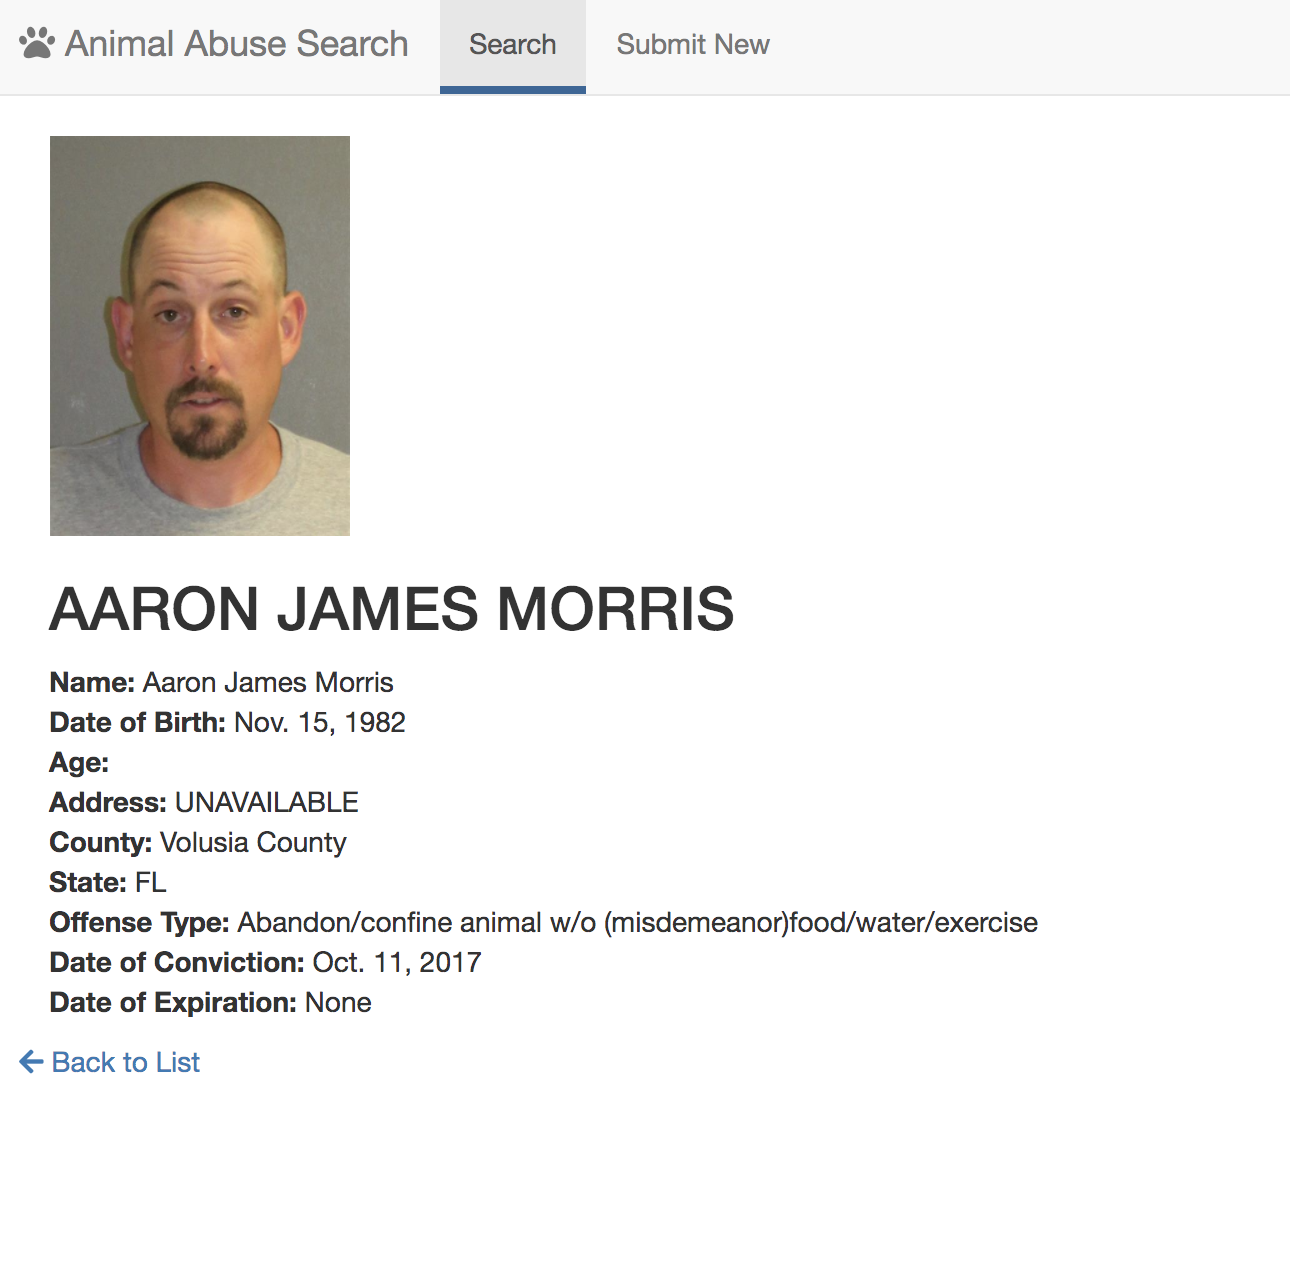 Animal Abuse Search Search Submit New
AARON JAMES MORRIS
Name: Aaron James Morris
Date of Birth: Nov. 15, 1982
Age:
Address: UNAVAILABLE
County: Volusia County
State: FL
Offense Type: Abandon/confine animal w/o (misdemeanor)food/water/exercise
Date of Conviction: Oct. 11, 2017
Date of Expiration: None
Back to List